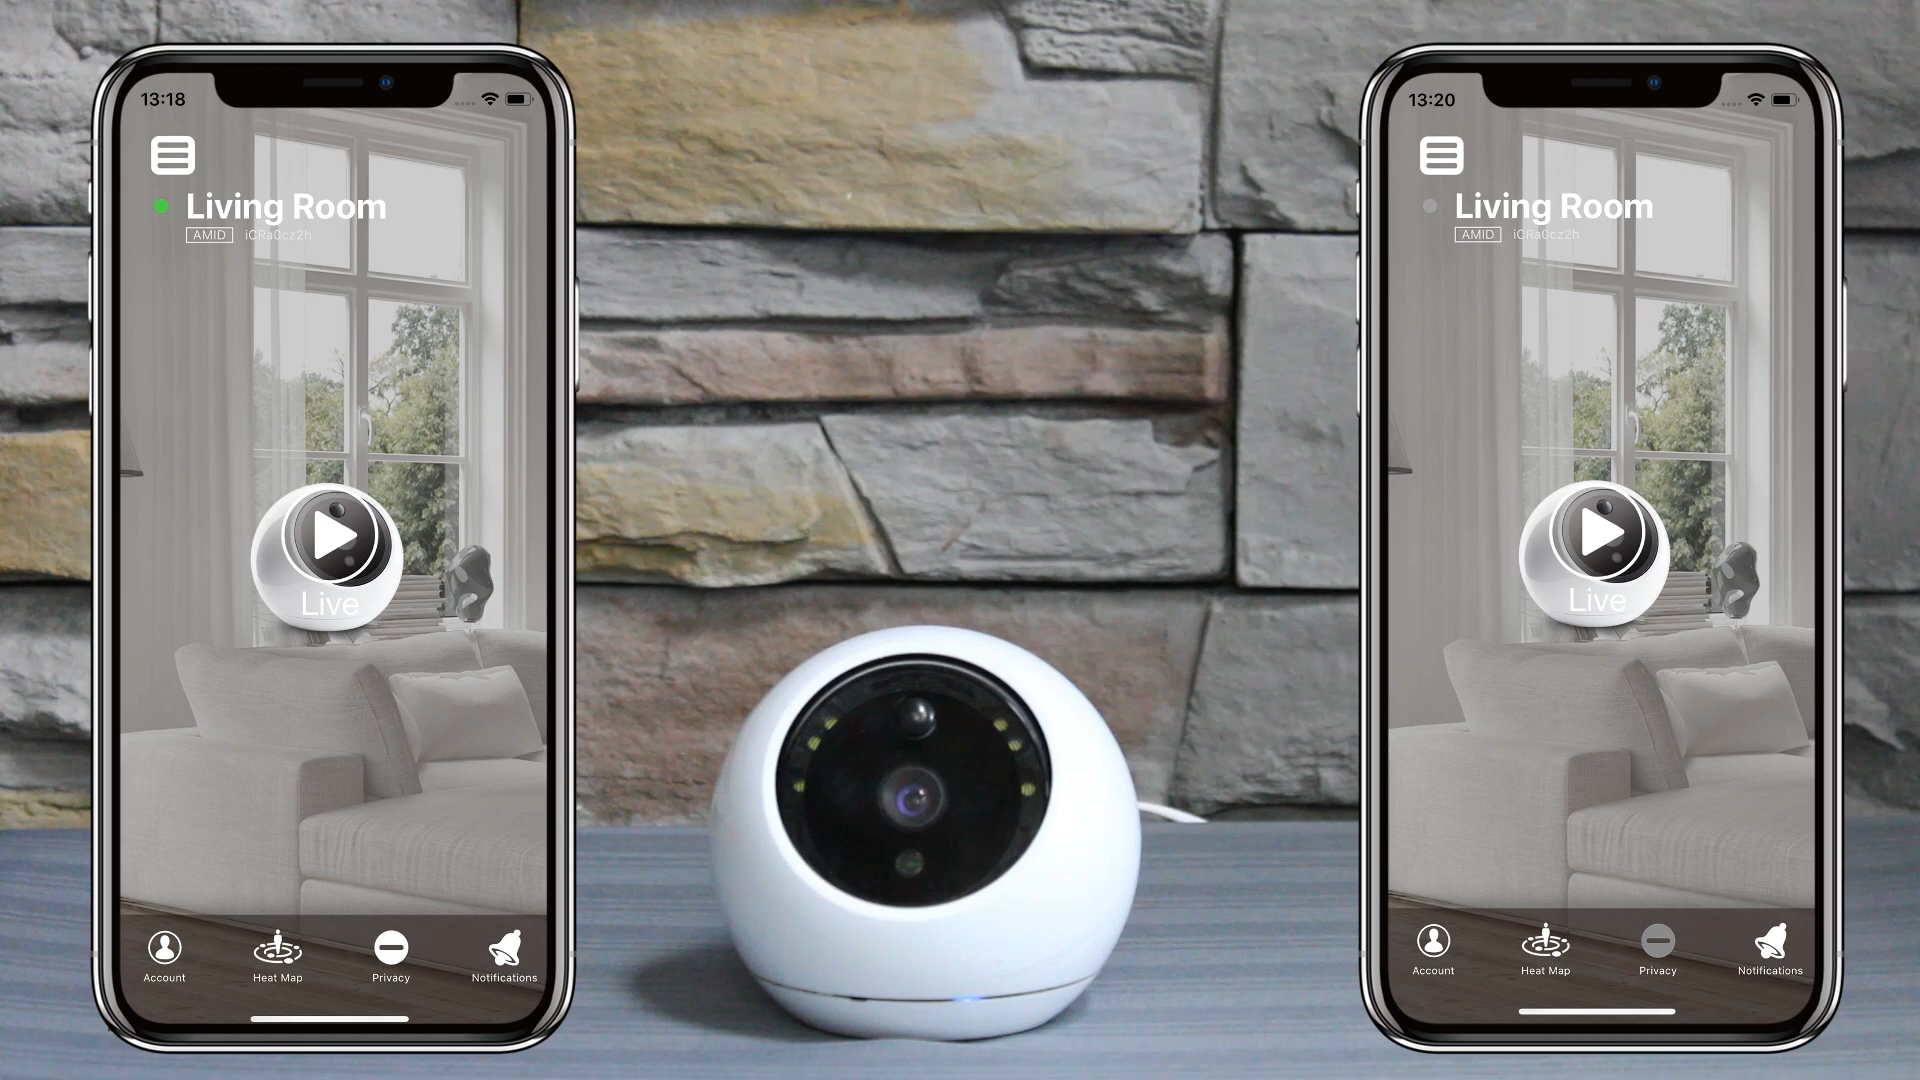 13:18
Living Room
AMID iCRa0cz2h
Live
Account Heat Map Privacy Notifications
13:20
Living Room
AMID iCRa0cz2h
Live
Account Heat Map Privacy Notifications